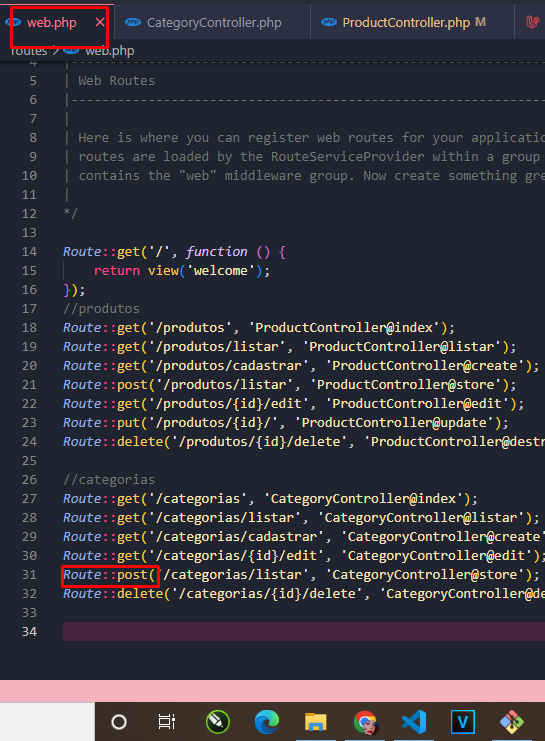 web.php CategoryController.php ProductController.php M
routes > web.php
4 |
5 | Web Routes
6 |--------------------------------------------------------------
7 |
8 | Here is where you can register web routes for your
9 | routes are loaded by the RouteServiceProvider within a group
10 | contains the "web" middleware group. Now create something
11 |
12 */
13
14 Route::get('/', function () {
15 return view('welcome');
16 });
17 //produtos
18 Route::get('/produtos', 'ProductController@index');
19 Route::get('/produtos/listar', 'ProductController@listar');
20 Route::get('/produtos/cadastrar', 'ProductController@create');
21 Route::post('/produtos/listar', 'ProductController@store');
22 Route::get('/produtos/{id}/edit', 'ProductController@edit');
23 Route::put('/produtos/{id}/', 'ProductController@update');
24 Route::delete('/produtos/{id}/delete', 'ProductController@destr
25
26 //categorias
27 Route::get('/categorias', 'CategoryController@index');
28 Route::get('/categorias/listar', 'CategoryController@listar');
29 Route::get('/categorias/cadastrar', 'CategoryController@create'
30 Route::get('/categorias/{id}/edit', 'CategoryController@edit');
31 Route::post('/categorias/listar', 'CategoryController@store');
32 Route::delete('/categorias/{id}/delete', 'CategoryController@de
33
34
V